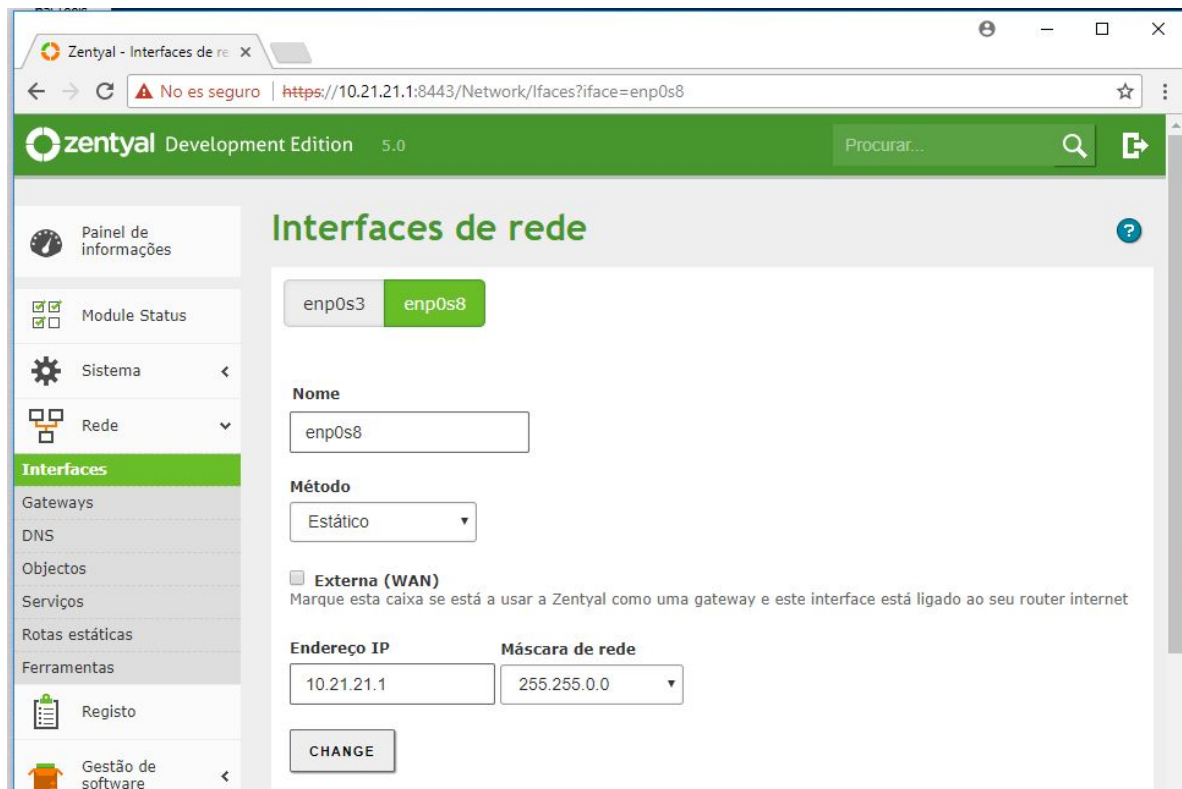 Zentyal - Interfaces de re
No es seguro | https://10.21.21.1:8443/Network/Ifaces?iface=enp0s8
zentyal Development Edition 5.0
Procurar...
Painel de
informações
Module Status
Sistema
Rede
Interfaces
Gateways
DNS
Objectos
Serviços
Rotas estáticas
Ferramentas
Registo
Gestão de
software
Interfaces de rede
?
enp0s3 enp0s8
Nome
enp0s8
Método
Estático
Externa (WAN)
Marque esta caixa se está a usar a Zentyal como uma gateway e este interface está ligado ao seu router internet
Endereço IP Máscara de rede
10.21.21.1 255.255.0.0
CHANGE